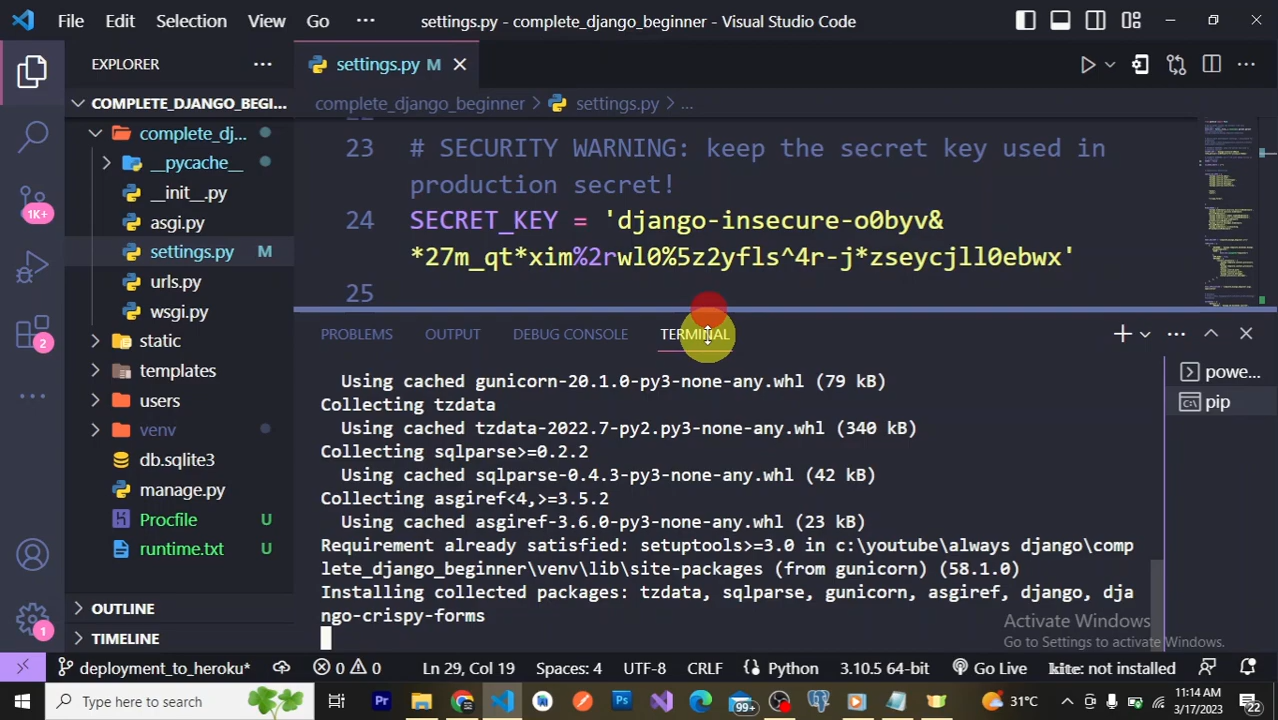 File Edit Selection View Go ··· settings.py - complete_django_beginner - Visual Studio Code
EXPLORER ···
settings.py M
COMPLETE_DJANGO_BEGI...
complete_django_beginner > settings.py > ...
complete_dj...
__pycache__
__init__.py
asgi.py
settings.py M
urls.py
wsgi.py
static
templates
users
venv
db.sqlite3
manage.py
Procfile U
runtime.txt U
OUTLINE
TIMELINE
1K+
2
1
23 # SECURITY WARNING: keep the secret key used in
production secret!
24 SECRET_KEY = 'django-insecure-o0byv&
*27m_qt*xim%2rwl0%5z2yfls^4r-j*zseycjll0ebwx'
25
PROBLEMS OUTPUT DEBUG CONSOLE TERMINAL
powe...
pip
Using cached gunicorn-20.1.0-py3-none-any.whl (79 kB)
Collecting tzdata
Using cached tzdata-2022.7-py2.py3-none-any.whl (340 kB)
Collecting sqlparse>=0.2.2
Using cached sqlparse-0.4.3-py3-none-any.whl (42 kB)
Collecting asgiref<4,>=3.5.2
Using cached asgiref-3.6.0-py3-none-any.whl (23 kB)
Requirement already satisfied: setuptools>=3.0 in c:\youtube\always django\comp
lete_django_beginner\venv\lib\site-packages (from gunicorn) (58.1.0)
Installing collected packages: tzdata, sqlparse, gunicorn, asgiref, django, dja
ngo-crispy-forms
Activate Windows
Go to Settings to activate Windows.
deployment_to_heroku* 0 0 Ln 29, Col 19 Spaces: 4 UTF-8 CRLF Python 3.10.5 64-bit Go Live kite: not installed
Type here to search
99+
31°C
11:14 AM
3/17/2023
22